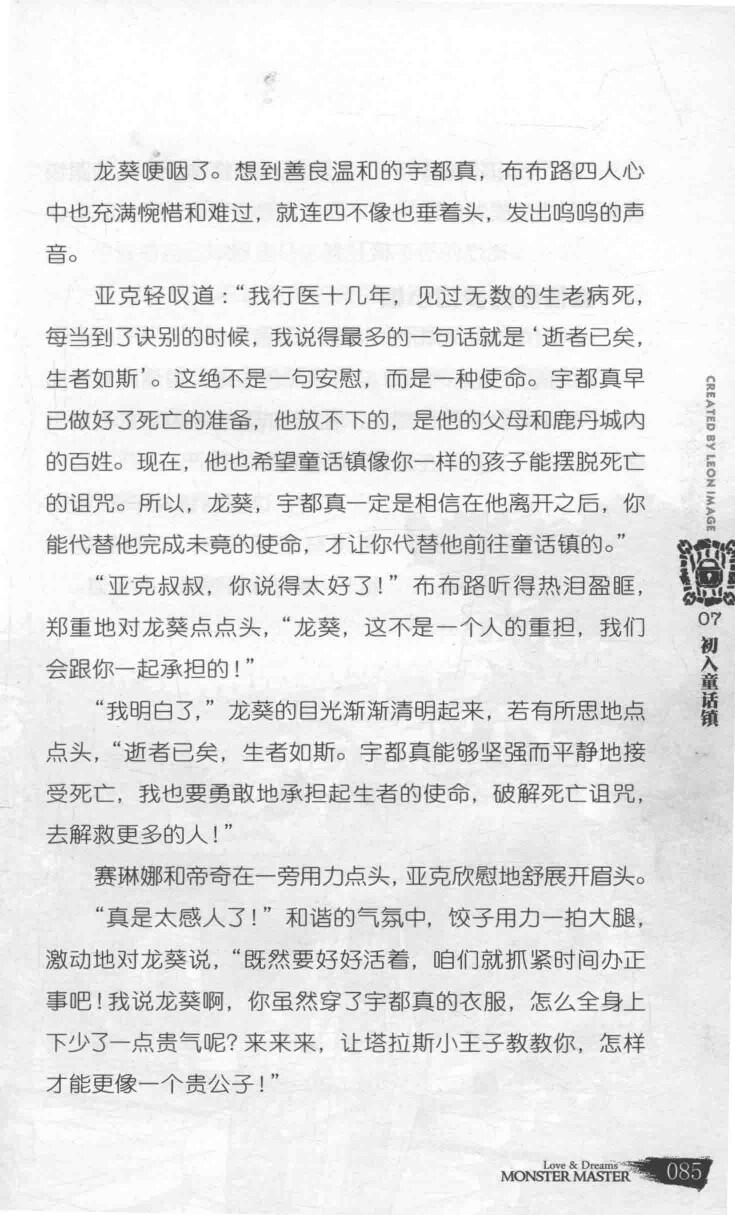 龙葵哽咽了。想到善良温和的宇都真，布布路四人心
中也充满惋惜和难过，就连四不像也垂着头，发出呜呜的声
音。
亚克轻叹道：“我行医十几年，见过无数的生老病死，
每当到了诀别的时候，我说得最多的一句话就是‘逝者已矣，
生者如斯’。这绝不是一句安慰，而是一种使命。宇都真早
已做好了死亡的准备，他放不下的，是他的父母和鹿丹城内
的百姓。现在，他也希望童话镇像你一样的孩子能摆脱死亡
的诅咒。所以，龙葵，宇都真一定是相信在他离开之后，你
能代替他完成未竟的使命，才让你代替他前往童话镇的。”
“亚克叔叔，你说得太好了！”布布路听得热泪盈眶，
郑重地对龙葵点点头，“龙葵，这不是一个人的重担，我们
会跟你一起承担的！”
“我明白了，”龙葵的目光渐渐清明起来，若有所思地点
点头，“逝者已矣，生者如斯。宇都真能够坚强而平静地接
受死亡，我也要勇敢地承担起生者的使命，破解死亡诅咒，
去解救更多的人！”
赛琳娜和帝奇在一旁用力点头，亚克欣慰地舒展开眉头。
“真是太感人了！”和谐的气氛中，饺子用力一拍大腿，
激动地对龙葵说，“既然要好好活着，咱们就抓紧时间办正
事吧！我说龙葵啊，你虽然穿了宇都真的衣服，怎么全身上
下少了一点贵气呢？来来来，让塔拉斯小王子教教你，怎样
才能更像一个贵公子！”
CREATED BY LEON IMAGE
07
初入童话镇
Love & Dreams
MONSTER MASTER
085